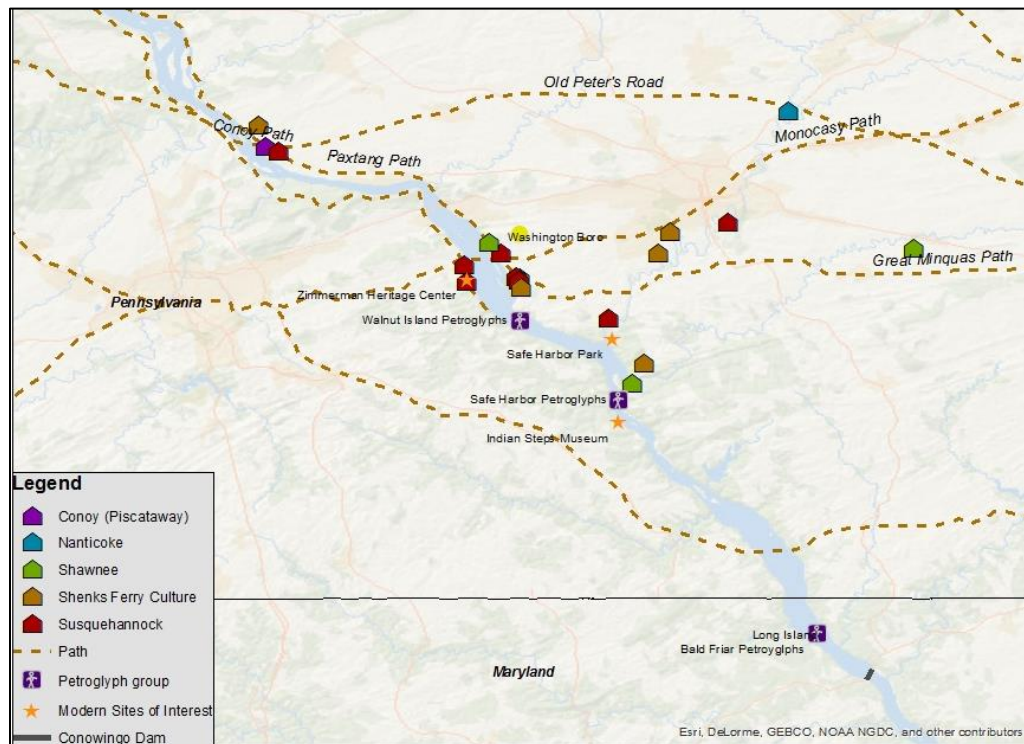 Old Peter's Road
Monocasy Path
Conoy Path
Paxtang Path
Washington Boro
Great Minquas Path
Zimmerman Heritage Center
Pennsylvania
Walnut Island Petroglyphs
Safe Harbor Park
Safe Harbor Petroglyphs
Indian Steps Museum
Legend
Conoy (Piscataway)
Nanticoke
Shawnee
Shenks Ferry Culture
Susquehannock
Path
Petroglyph group
Modern Sites of Interest
Conowingo Dam
Long Island
Bald Friar Petroyglphs
Maryland
Esri, DeLorme, GEBCO, NOAA NGDC, and other contributors